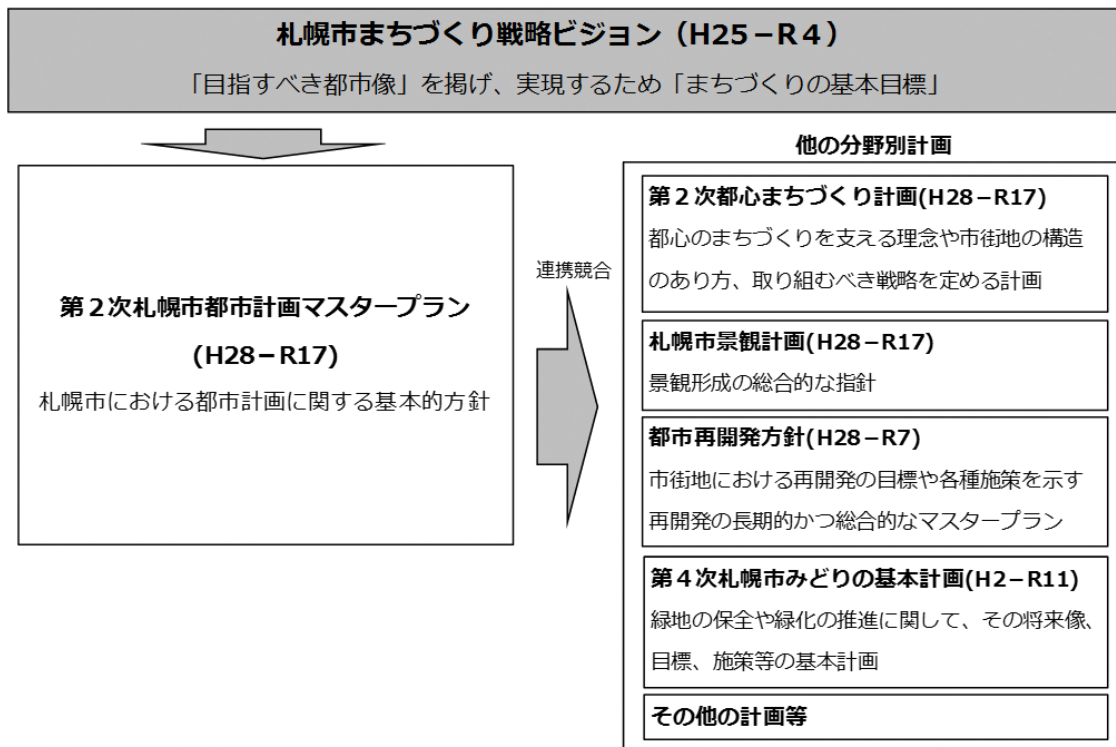 札幌市まちづくり戦略ビジョン（H25－R４）
「目指すべき都市像」を掲げ、実現するため「まちづくりの基本目標」
第２次札幌市都市計画マスタープラン
(H28－R17)
札幌市における都市計画に関する基本的方針
連携競合
他の分野別計画
第２次都心まちづくり計画(H28－R17)
都心のまちづくりを支える理念や市街地の構造
のあり方、取り組むべき戦略を定める計画
札幌市景観計画(H28－R17)
景観形成の総合的な指針
都市再開発方針(H28－R7)
市街地における再開発の目標や各種施策を示す
再開発の長期的かつ総合的なマスタープラン
第４次札幌市みどりの基本計画(H2－R11)
緑地の保全や緑化の推進に関して、その将来像、
目標、施策等の基本計画
その他の計画等